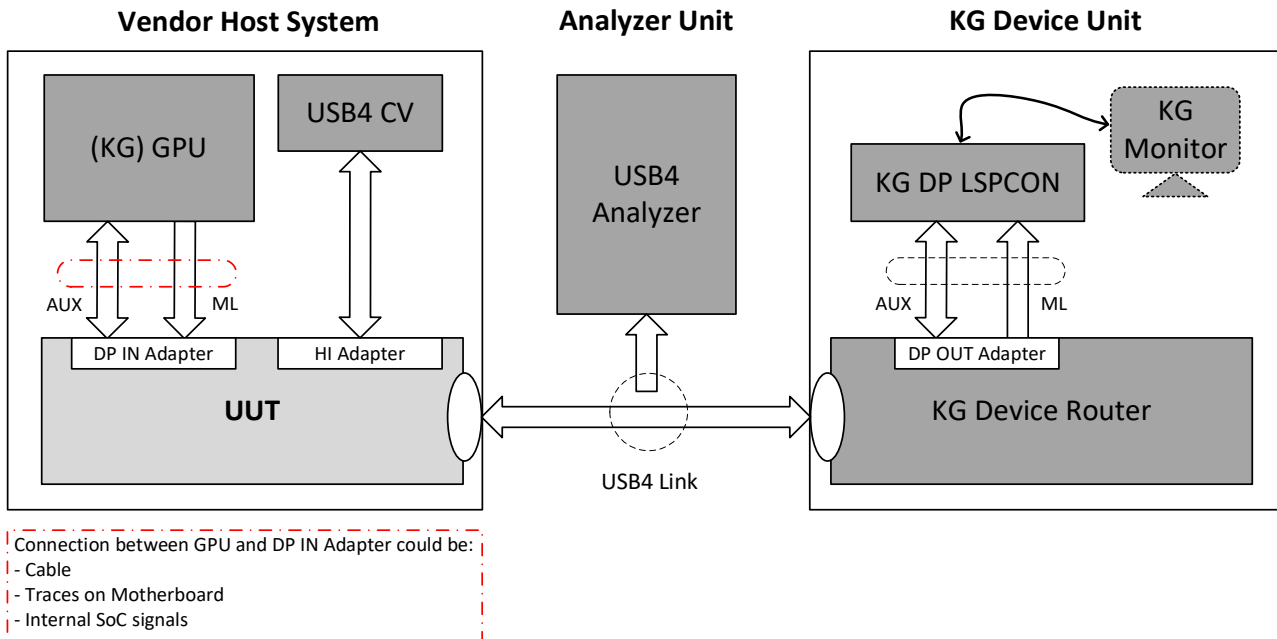 Vendor Host System
Analyzer Unit
KG Device Unit
(KG) GPU
USB4 CV
USB4
Analyzer
KG
Monitor
KG DP LSPCON
AUX
ML
AUX
ML
DP IN Adapter
HI Adapter
DP OUT Adapter
UUT
KG Device Router
USB4 Link
Connection between GPU and DP IN Adapter could be:
- Cable
- Traces on Motherboard
- Internal SoC signals